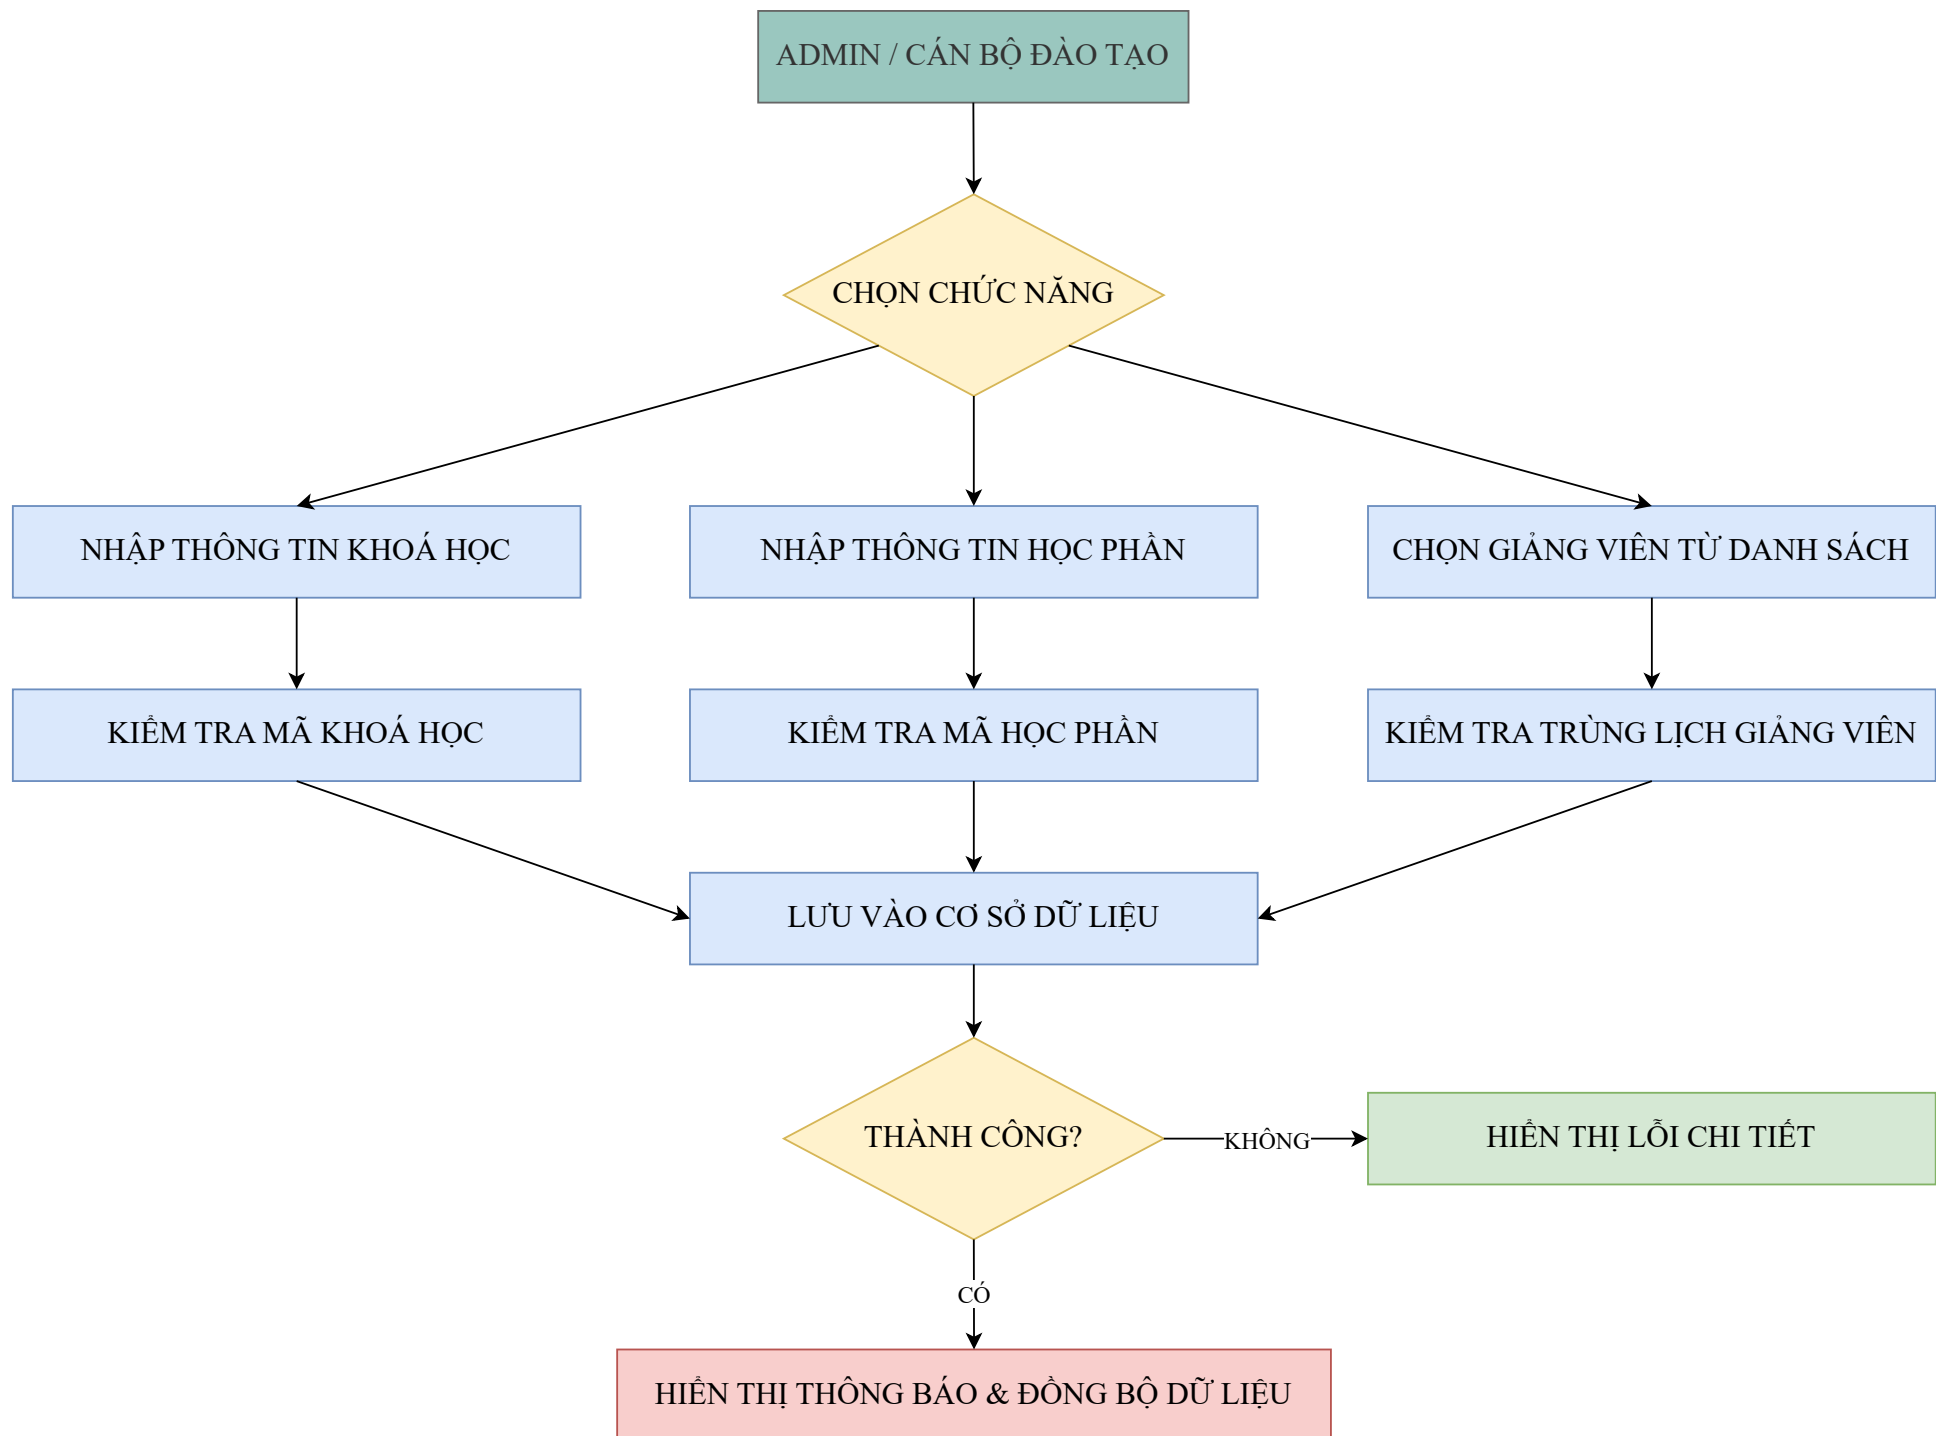 ADMIN / CÁN BỘ ĐÀO TẠO
CHỌN CHỨC NĂNG
NHẬP THÔNG TIN KHOÁ HỌC
NHẬP THÔNG TIN HỌC PHẦN
CHỌN GIẢNG VIÊN TỪ DANH SÁCH
KIỂM TRA MÃ KHOÁ HỌC
KIỂM TRA MÃ HỌC PHẦN
KIỂM TRA TRÙNG LỊCH GIẢNG VIÊN
LƯU VÀO CƠ SỞ DỮ LIỆU
THÀNH CÔNG?
KHÔNG
HIỂN THỊ LỖI CHI TIẾT
CÓ
HIỂN THỊ THÔNG BÁO & ĐỒNG BỘ DỮ LIỆU